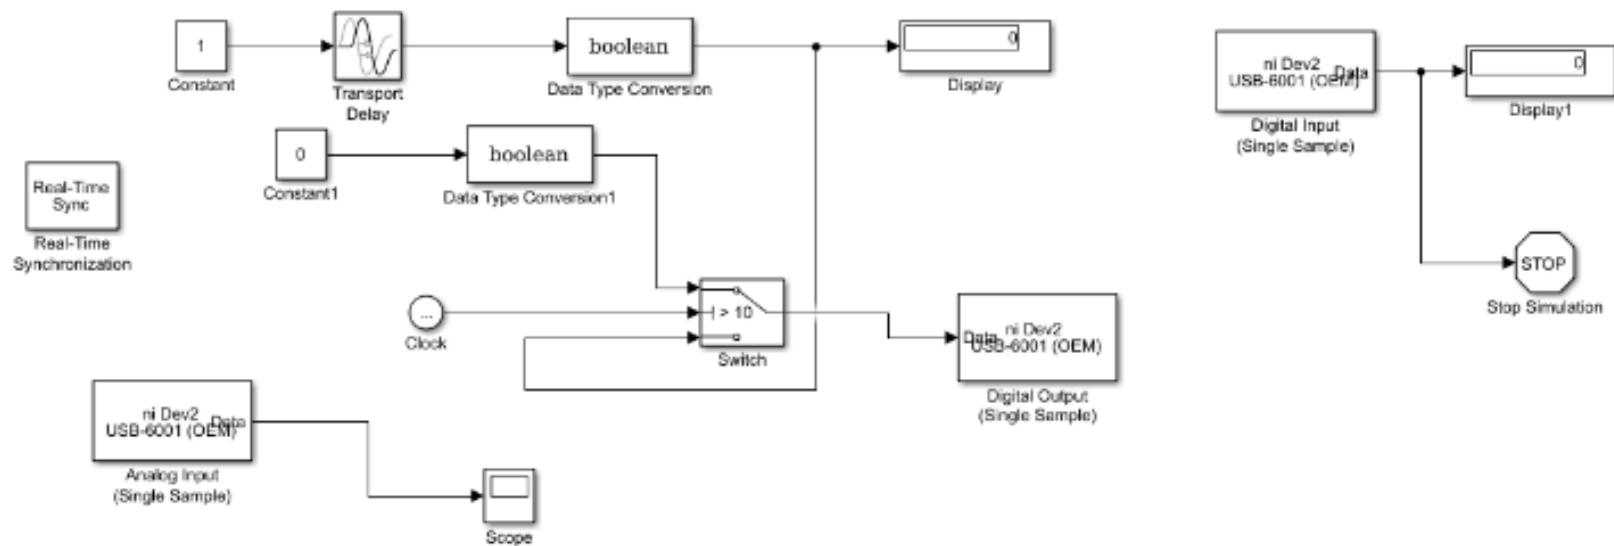 1
Constant
Transport
Delay
boolean
Data Type Conversion
0
Display
0
Constant1
boolean
Data Type Conversion1
Real-Time
Sync
Real-Time
Synchronization
...
Clock
> 10
Switch
Data
ni Dev2
USB-6001 (OEM)
Digital Output
(Single Sample)
ni Dev2
USB-6001 (OEM)
Data
Analog Input
(Single Sample)
Scope
ni Dev2
USB-6001 (OEM)
Data
Digital Input
(Single Sample)
0
Display1
STOP
Stop Simulation